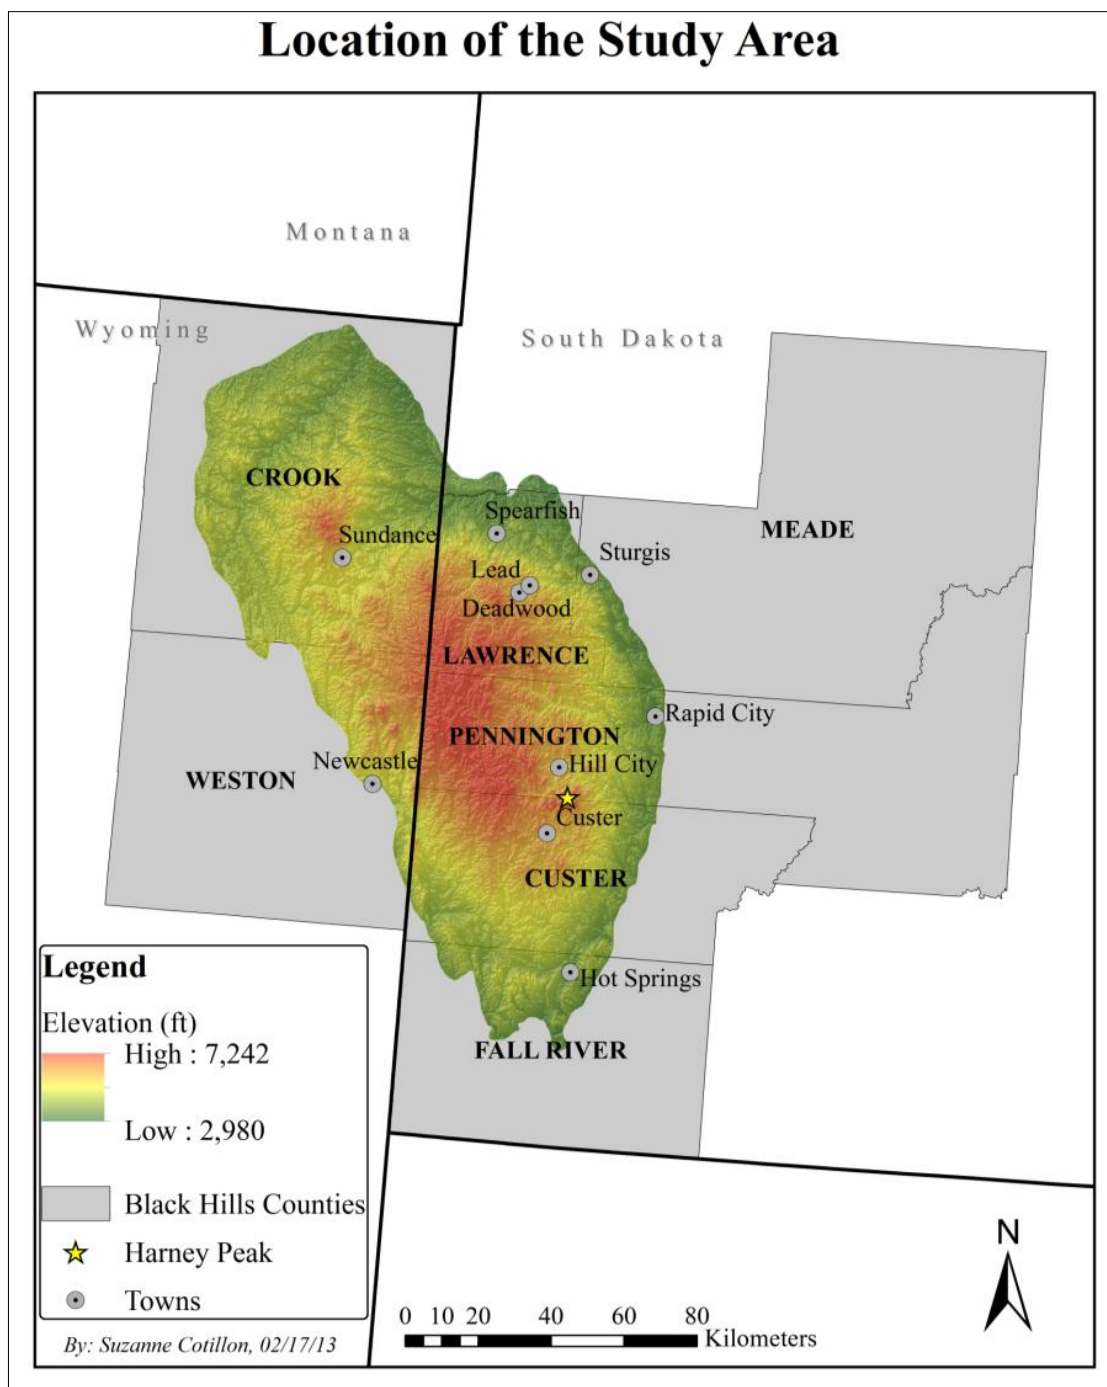 Location of the Study Area
Montana
Wyoming
South Dakota
CROOK
Spearfish
MEADE
Sundance
Sturgis
Lead
Deadwood
LAWRENCE
Rapid City
PENNINGTON
Newcastle
Hill City
WESTON
Custer
CUSTER
Hot Springs
FALL RIVER
Legend
Elevation (ft)
High : 7,242
Low : 2,980
Black Hills Counties
Harney Peak
Towns
By: Suzanne Cotillon, 02/17/13
0 10 20 40 60 80
Kilometers
N